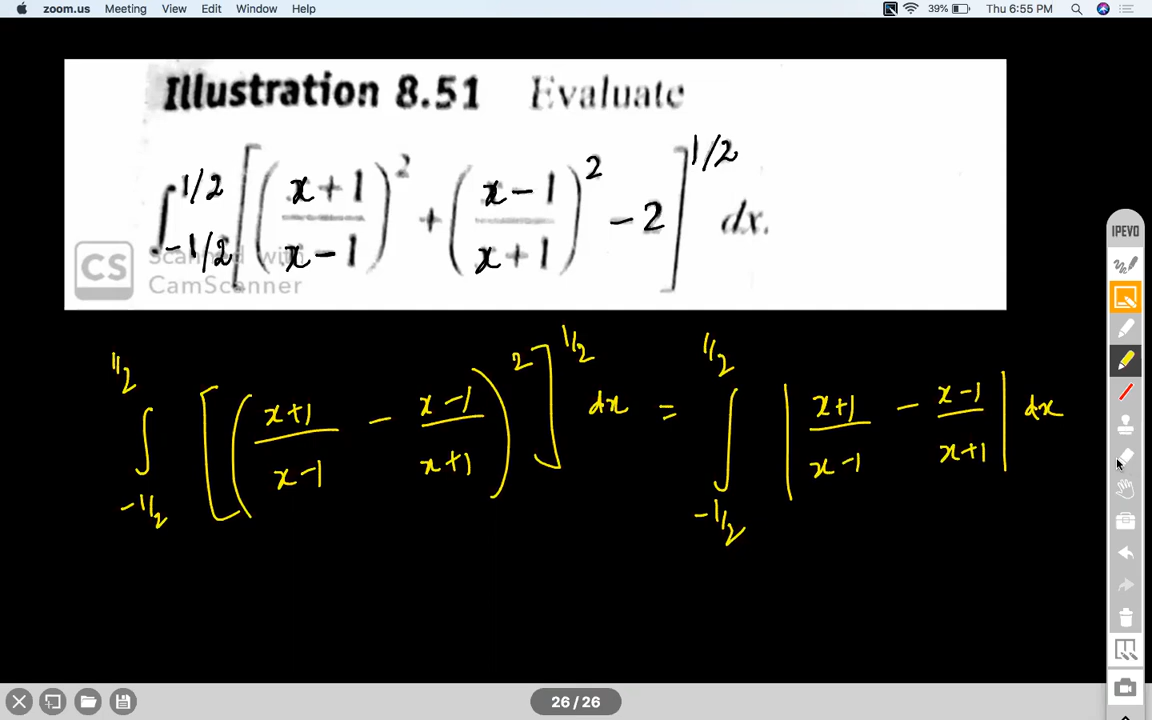 zoom.us Meeting View Edit Window Help 39% Thu 6:55 PM
Illustration 8.51 Evaluate
∫_{-1/2}^{1/2} [((x+1)/(x-1))^2 + ((x-1)/(x+1))^2 - 2]^{1/2} dx.
CS Scanned with
CamScanner
IPEVO
∫_{-1/2}^{1/2} [((x+1)/(x-1) - (x-1)/(x+1))^2]^{1/2} dx = ∫_{-1/2}^{1/2} |(x+1)/(x-1) - (x-1)/(x+1)| dx
26 / 26